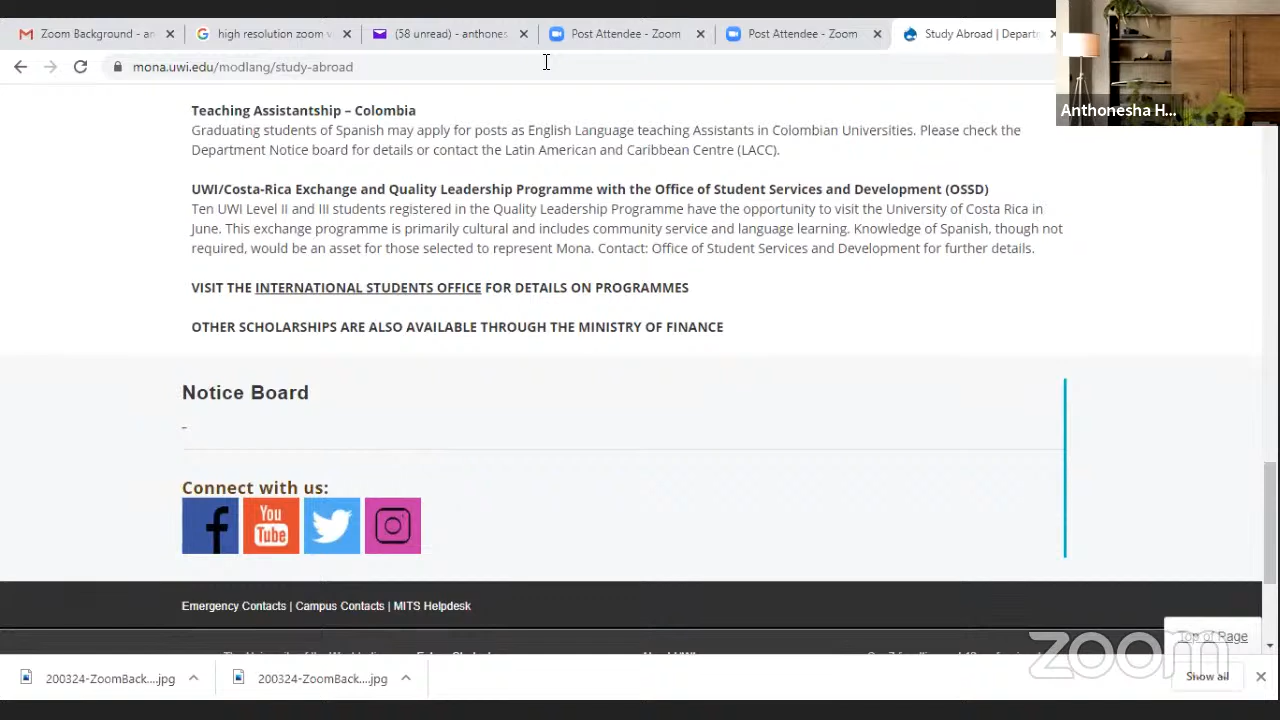 Zoom Background - an
high resolution zoom v
(58 unread) - anthones
Post Attendee - Zoom
Post Attendee - Zoom
Study Abroad | Departm
mona.uwi.edu/modlang/study-abroad
Anthonesha H...
Teaching Assistantship – Colombia
Graduating students of Spanish may apply for posts as English Language teaching Assistants in Colombian Universities. Please check the
Department Notice board for details or contact the Latin American and Caribbean Centre (LACC).
UWI/Costa-Rica Exchange and Quality Leadership Programme with the Office of Student Services and Development (OSSD)
Ten UWI Level II and III students registered in the Quality Leadership Programme have the opportunity to visit the University of Costa Rica in
June. This exchange programme is primarily cultural and includes community service and language learning. Knowledge of Spanish, though not
required, would be an asset for those selected to represent Mona. Contact: Office of Student Services and Development for further details.
VISIT THE INTERNATIONAL STUDENTS OFFICE FOR DETAILS ON PROGRAMMES
OTHER SCHOLARSHIPS ARE ALSO AVAILABLE THROUGH THE MINISTRY OF FINANCE
Notice Board
-
Connect with us:
You
Tube
Emergency Contacts | Campus Contacts | MITS Helpdesk
Top of Page
zoom
200324-ZoomBack....jpg
200324-ZoomBack....jpg
Show all